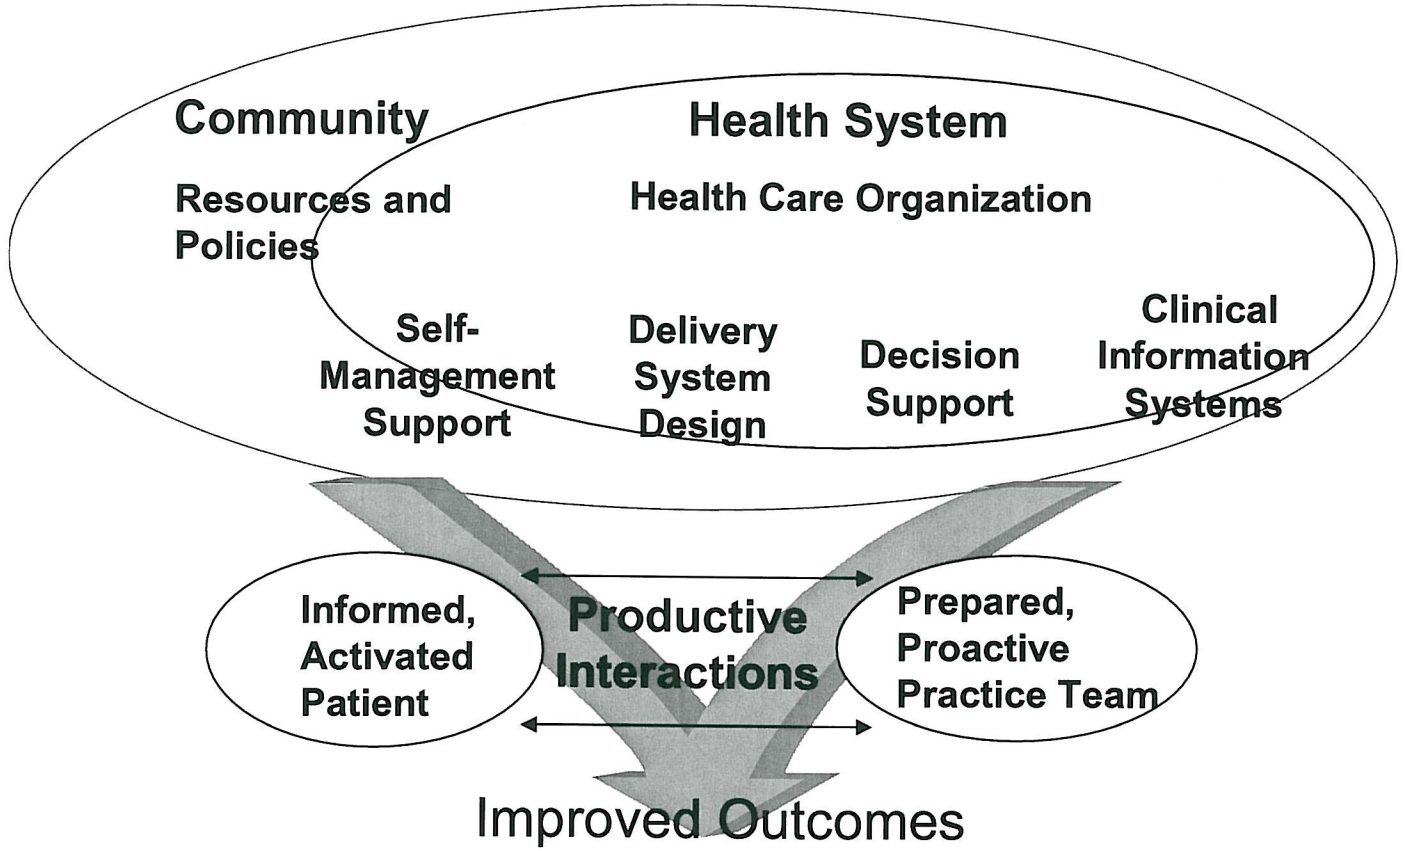 Community
Health System
Resources and
Policies
Health Care Organization
Self-
Management
Support
Delivery
System
Design
Decision
Support
Clinical
Information
Systems
Informed,
Activated
Patient
Productive
Interactions
Prepared,
Proactive
Practice Team
Improved Outcomes